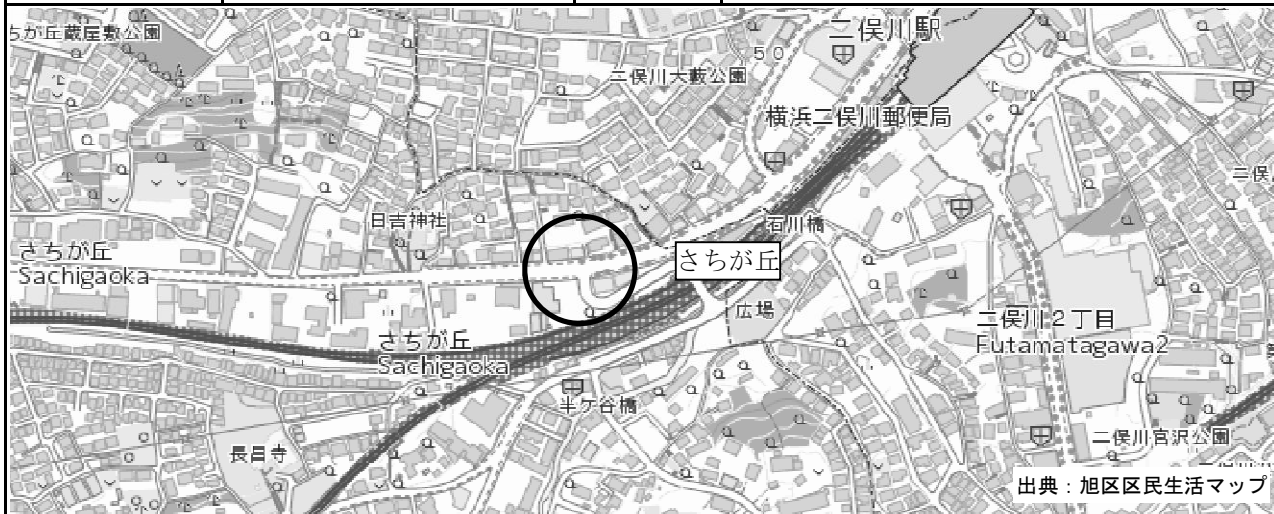 ちが丘蔵屋敷公園
二俣川駅
50
二俣川大藪公園
横浜二俣川郵便局
二俣
日吉神社
石川橋
さちが丘
Sachigaoka
さちが丘
広場
二俣川2丁目
Futamatagawa2
さちが丘
Sachigaoka
半ケ谷橋
長昌寺
二俣川宮沢公園
出典:旭区区民生活マップ